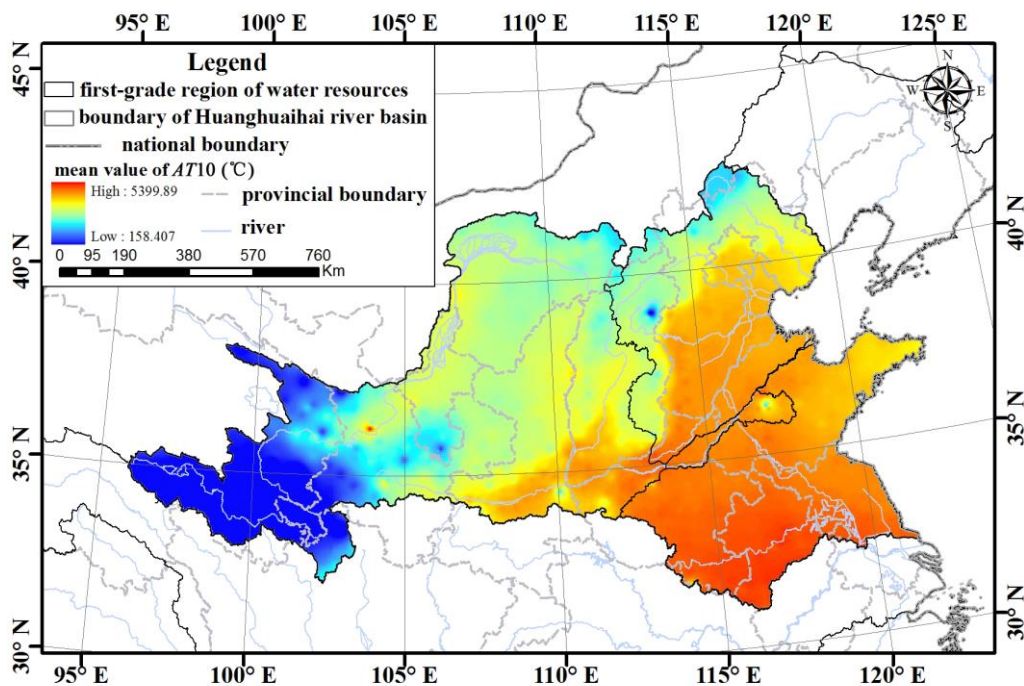 95° E 100° E 105° E 110° E 115° E 120° E 125° E
45° N
40° N
35° N
30° N
Legend
first-grade region of water resources
boundary of Huanghuaihai river basin
national boundary
mean value of AT10 (℃)
High : 5399.89
Low : 158.407
provincial boundary
river
0 95 190 380 570 760
Km
N
W E
S
40° N
35° N
30° N
95° E 100° E 105° E 110° E 115° E 120° E